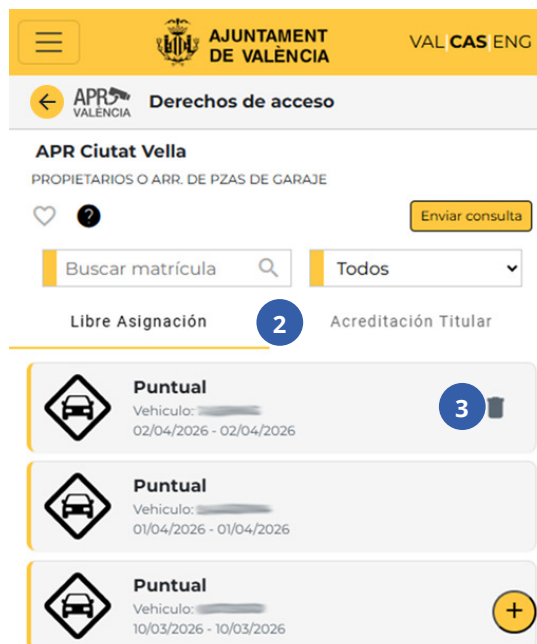 AJUNTAMENT
DE VALÈNCIA
VAL|CAS|ENG
APR
VALÈNCIA
Derechos de acceso
APR Ciutat Vella
PROPIETARIOS O ARR. DE PZAS DE GARAJE
?
Enviar consulta
Buscar matrícula
Todos
Libre Asignación
2
Acreditación Titular
Puntual
Vehiculo:
02/04/2026 - 02/04/2026
3
Puntual
Vehiculo:
01/04/2026 - 01/04/2026
Puntual
Vehiculo:
10/03/2026 - 10/03/2026
+